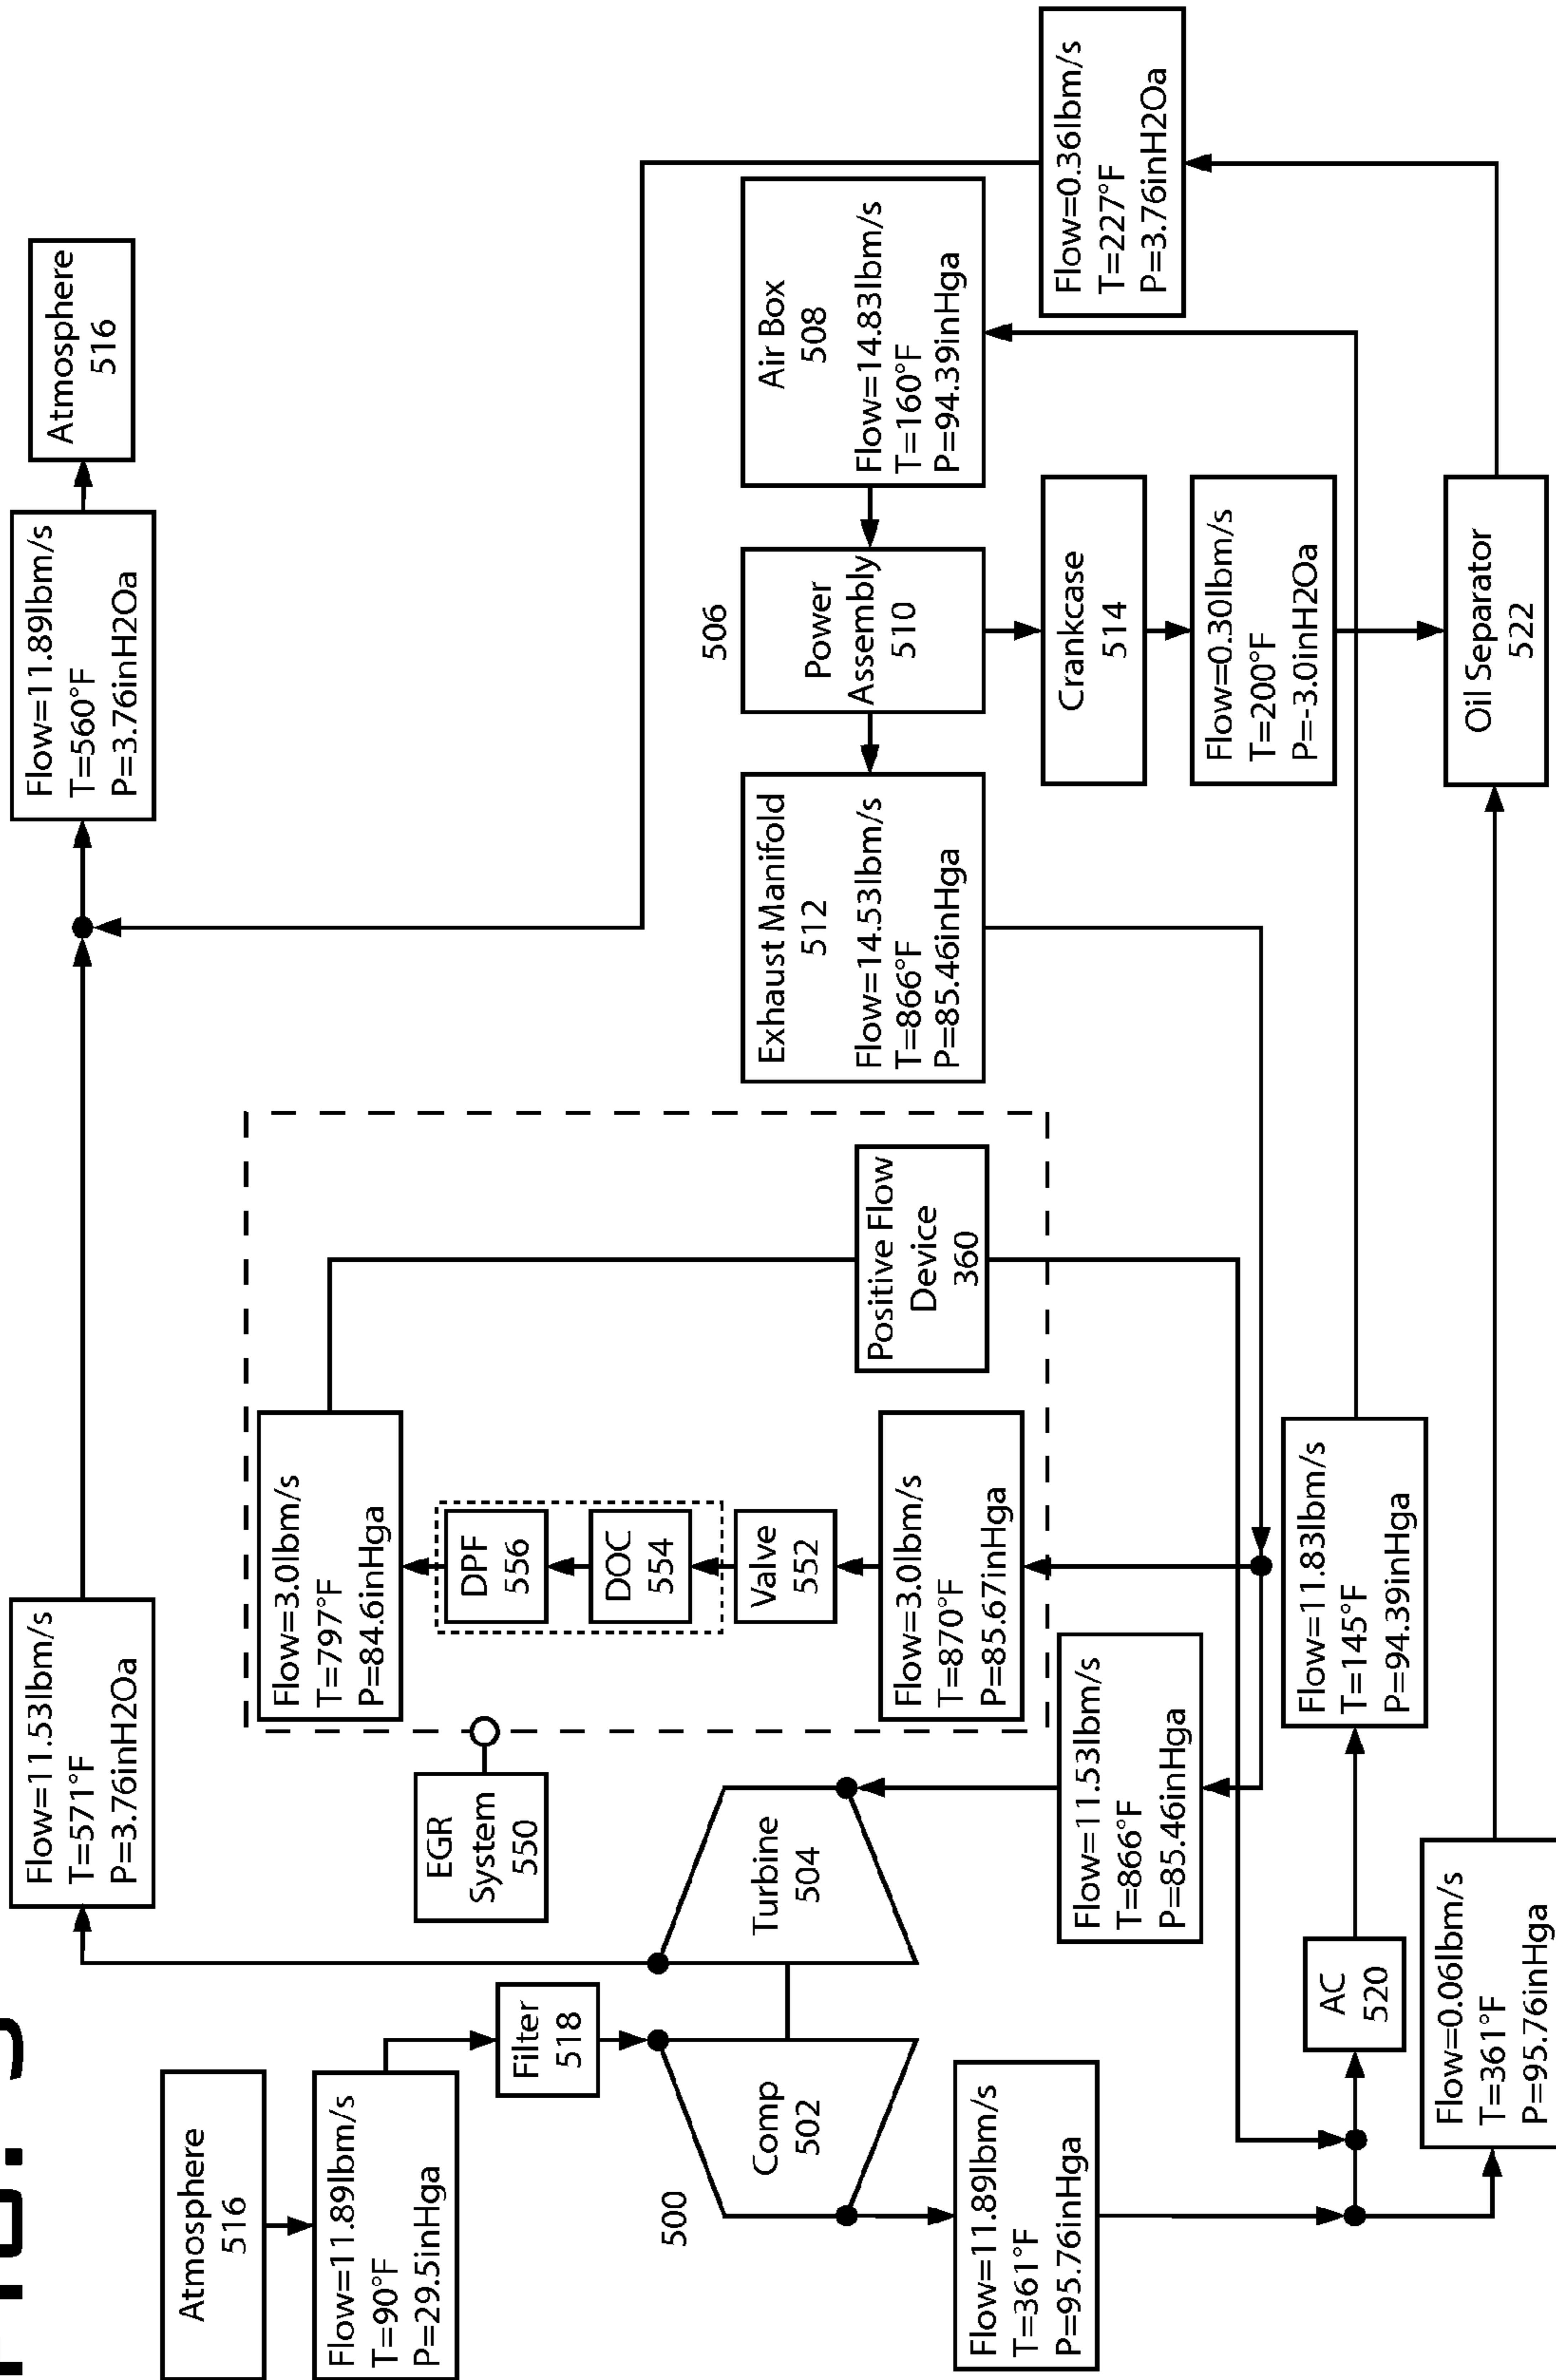 Atmosphere
516
Flow=11.89lbm/s
T=90°F
P=29.5inHga
Filter
518
500
Comp
502
Flow=11.89lbm/s
T=361°F
P=95.76inHga
Flow=11.53lbm/s
T=571°F
P=3.76inH2Oa
EGR
System
550
Turbine
504
Flow=11.53lbm/s
T=866°F
P=85.46inHga
AC
520
Flow=0.06lbm/s
T=361°F
P=95.76inHga
Flow=3.0lbm/s
T=797°F
P=84.6inHga
DPF
556
DOC
554
Valve
552
Flow=3.0lbm/s
T=870°F
P=85.67inHga
Positive Flow
Device
360
Flow=11.83lbm/s
T=145°F
P=94.39inHga
Flow=11.89lbm/s
T=560°F
P=3.76inH2Oa
Atmosphere
516
Exhaust Manifold
512
Flow=14.53lbm/s
T=866°F
P=85.46inHga
506
Power
Assembly
510
Air Box
508
Flow=14.83lbm/s
T=160°F
P=94.39inHga
Crankcase
514
Flow=0.30lbm/s
T=200°F
P=-3.0inH2Oa
Oil Separator
522
Flow=0.36lbm/s
T=227°F
P=3.76inH2Oa